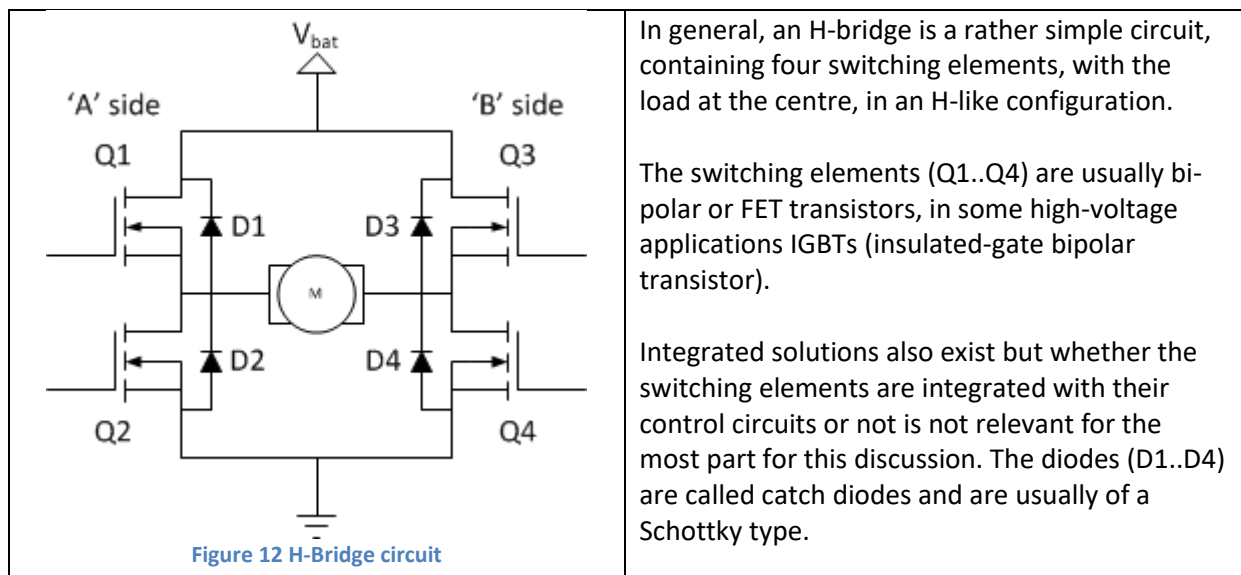 V_bat
'A' side
'B' side
Q1
Q3
D1
D3
M
D2
D4
Q2
Q4
Figure 12 H-Bridge circuit
In general, an H-bridge is a rather simple circuit,
containing four switching elements, with the
load at the centre, in an H-like configuration.
The switching elements (Q1..Q4) are usually bi-
polar or FET transistors, in some high-voltage
applications IGBTs (insulated-gate bipolar
transistor).
Integrated solutions also exist but whether the
switching elements are integrated with their
control circuits or not is not relevant for the
most part for this discussion. The diodes (D1..D4)
are called catch diodes and are usually of a
Schottky type.